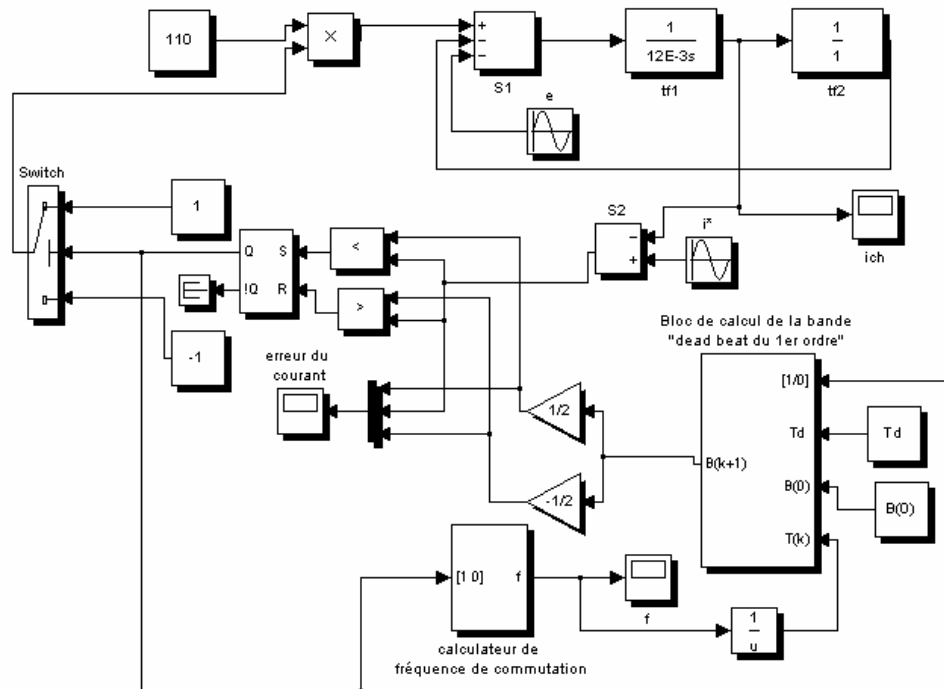 110
×
+
−
−
S1
1
12E-3s
tf1
1
1
tf2
e
Switch
1
-1
Q
!Q
S
R
<
>
S2
−
+
i*
ich
erreur du
courant
1/2
-1/2
Bloc de calcul de la bande
"dead beat du 1er ordre"
[1/0]
Td
B(k+1)
B(0)
T(k)
Td
B(0)
[1 0]
f
calculateur de
fréquence de commutation
f
1
u